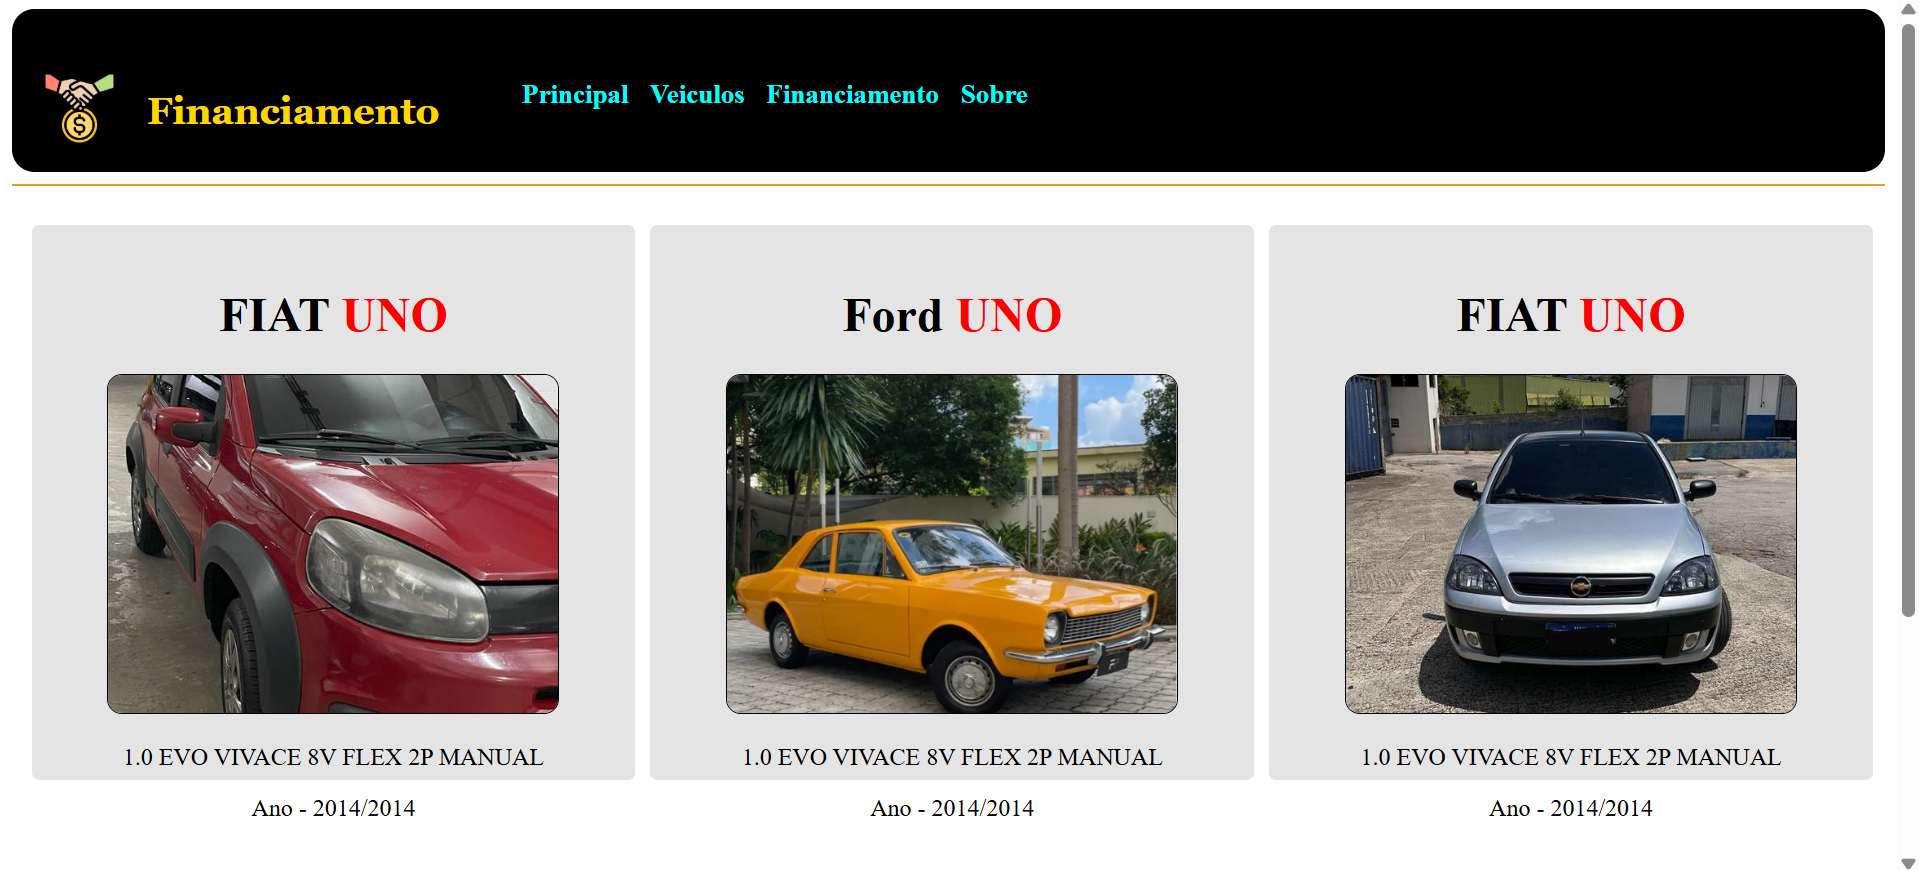 Financiamento
Principal Veiculos Financiamento Sobre
FIAT UNO
Ford UNO
FIAT UNO
1.0 EVO VIVACE 8V FLEX 2P MANUAL
1.0 EVO VIVACE 8V FLEX 2P MANUAL
1.0 EVO VIVACE 8V FLEX 2P MANUAL
Ano - 2014/2014
Ano - 2014/2014
Ano - 2014/2014